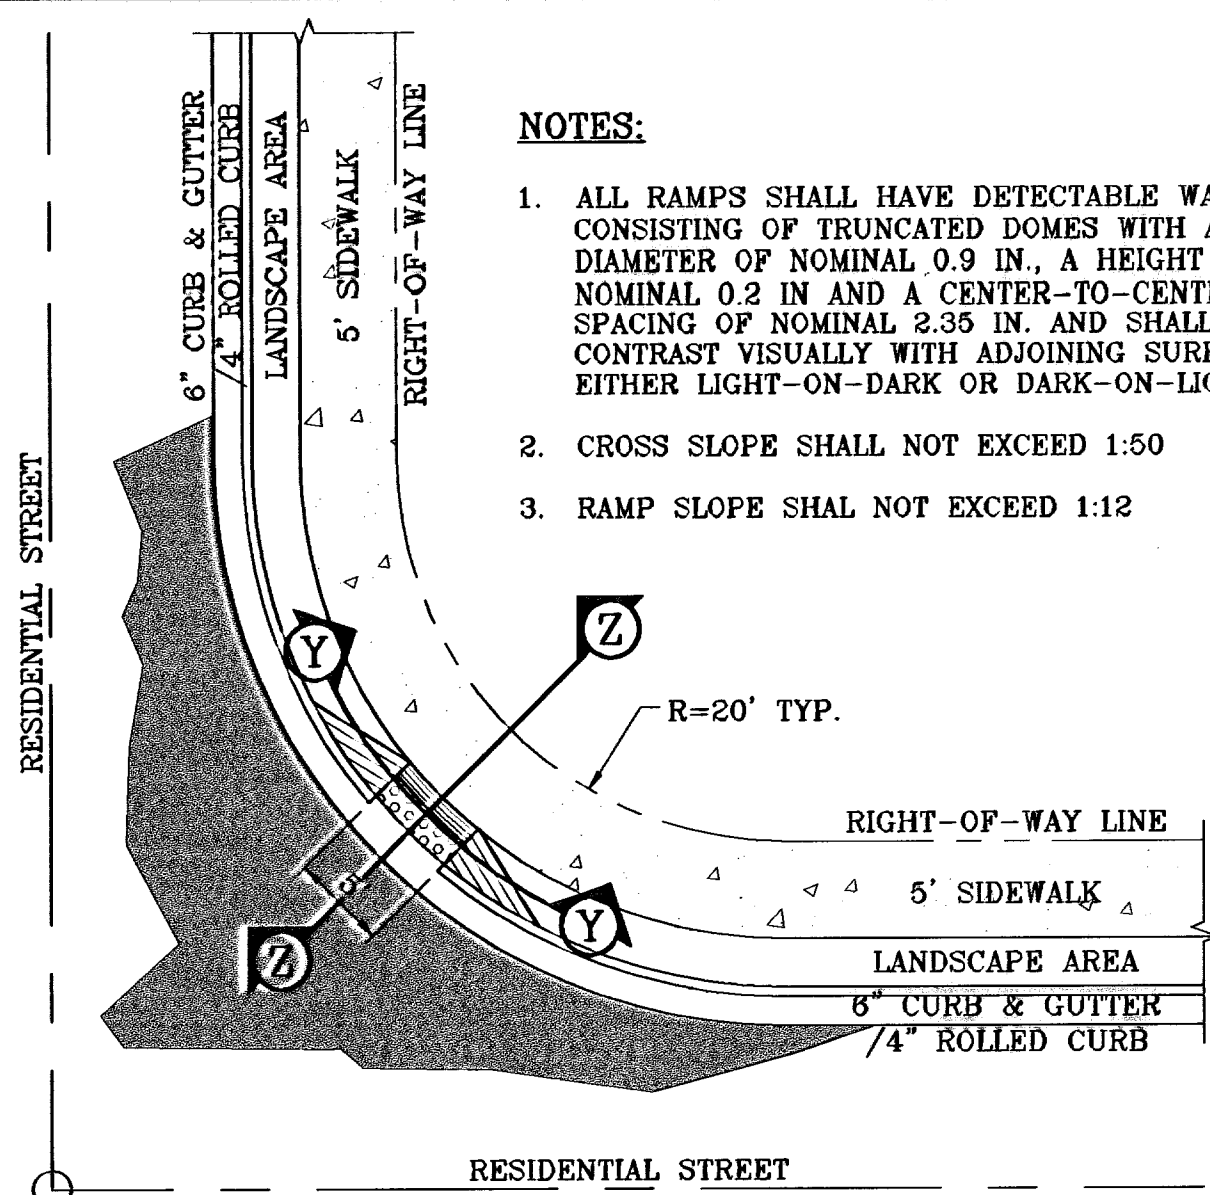 NOTES:
1. ALL RAMPS SHALL HAVE DETECTABLE WA
CONSISTING OF TRUNCATED DOMES WITH A
DIAMETER OF NOMINAL 0.9 IN., A HEIGHT
NOMINAL 0.2 IN AND A CENTER-TO-CENT
SPACING OF NOMINAL 2.35 IN. AND SHALL
CONTRAST VISUALLY WITH ADJOINING SUR
EITHER LIGHT-ON-DARK OR DARK-ON-LI
2. CROSS SLOPE SHALL NOT EXCEED 1:50
3. RAMP SLOPE SHAL NOT EXCEED 1:12
6" CURB & GUTTER
/4" ROLLED CURB
LANDSCAPE AREA
5' SIDEWALK
RIGHT-OF-WAY LINE
RESIDENTIAL STREET
Y
Z
R=20' TYP.
5'
Y
Z
RIGHT-OF-WAY LINE
5' SIDEWALK
LANDSCAPE AREA
6" CURB & GUTTER
/4" ROLLED CURB
RESIDENTIAL STREET